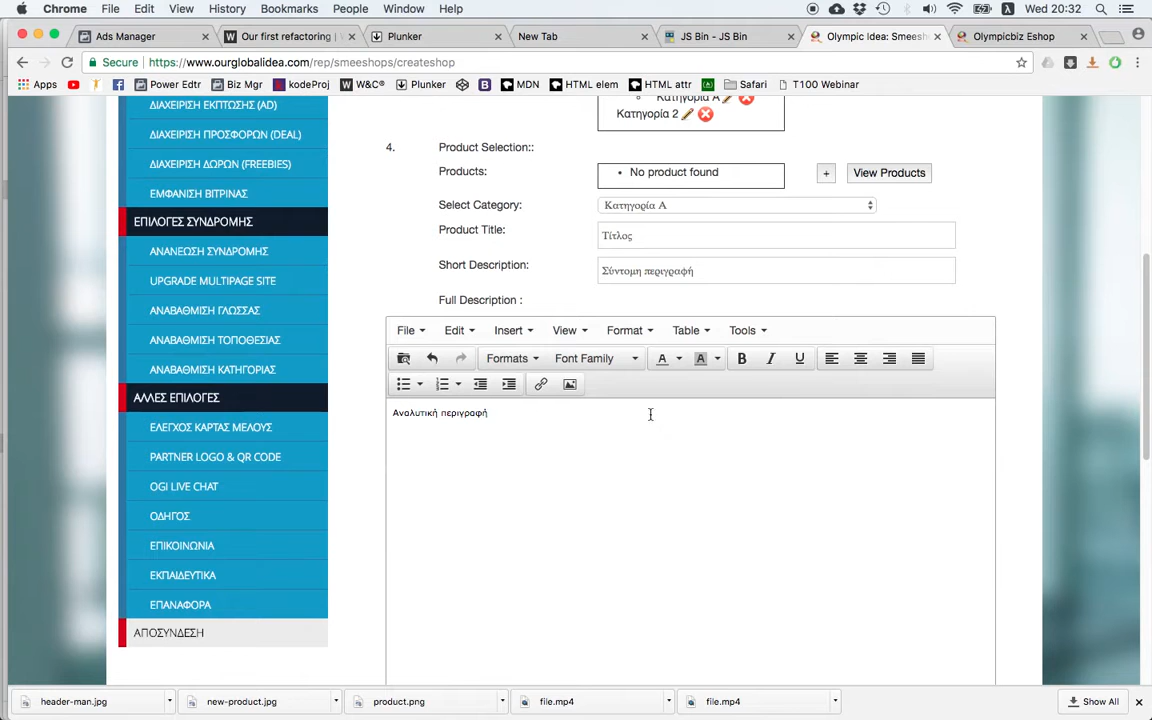 Chrome File Edit View History Bookmarks People Window Help Wed 20:32
Ads Manager Our first refactoring | Plunker New Tab JS Bin - JS Bin Olympic Idea: Smeesh Olympicbiz Eshop
Secure https://www.ourglobalidea.com/rep/smeeshops/createshop
Apps Power Edtr Biz Mgr kodeProj W&C® Plunker MDN HTML elem HTML attr Safari T100 Webinar
ΔΙΑΧΕΙΡΙΣΗ ΕΚΠΤΩΣΗΣ (AD)
ΔΙΑΧΕΙΡΙΣΗ ΠΡΟΣΦΟΡΩΝ (DEAL)
ΔΙΑΧΕΙΡΙΣΗ ΔΩΡΩΝ (FREEBIES)
ΕΜΦΑΝΙΣΗ ΒΙΤΡΙΝΑΣ
ΕΠΙΛΟΓΕΣ ΣΥΝΔΡΟΜΗΣ
ΑΝΑΝΕΩΣΗ ΣΥΝΔΡΟΜΗΣ
UPGRADE MULTIPAGE SITE
ΑΝΑΒΑΘΜΙΣΗ ΓΛΩΣΣΑΣ
ΑΝΑΒΑΘΜΙΣΗ ΤΟΠΟΘΕΣΙΑΣ
ΑΝΑΒΑΘΜΙΣΗ ΚΑΤΗΓΟΡΙΑΣ
ΑΛΛΕΣ ΕΠΙΛΟΓΕΣ
ΕΛΕΓΧΟΣ ΚΑΡΤΑΣ ΜΕΛΟΥΣ
PARTNER LOGO & QR CODE
OGI LIVE CHAT
ΟΔΗΓΟΣ
ΕΠΙΚΟΙΝΩΝΙΑ
ΕΚΠΑΙΔΕΥΤΙΚΑ
ΕΠΑΝΑΦΟΡΑ
ΑΠΟΣΥΝΔΕΣΗ
Κατηγορία Α
Κατηγορία 2
4. Product Selection::
Products: No product found + View Products
Select Category: Κατηγορία Α
Product Title: Τίτλος
Short Description: Σύντομη περιγραφή
Full Description :
File Edit Insert View Format Table Tools
Formats Font Family A A B I U
Αναλυτική περιγραφή
header-man.jpg new-product.jpg product.png file.mp4 file.mp4 Show All